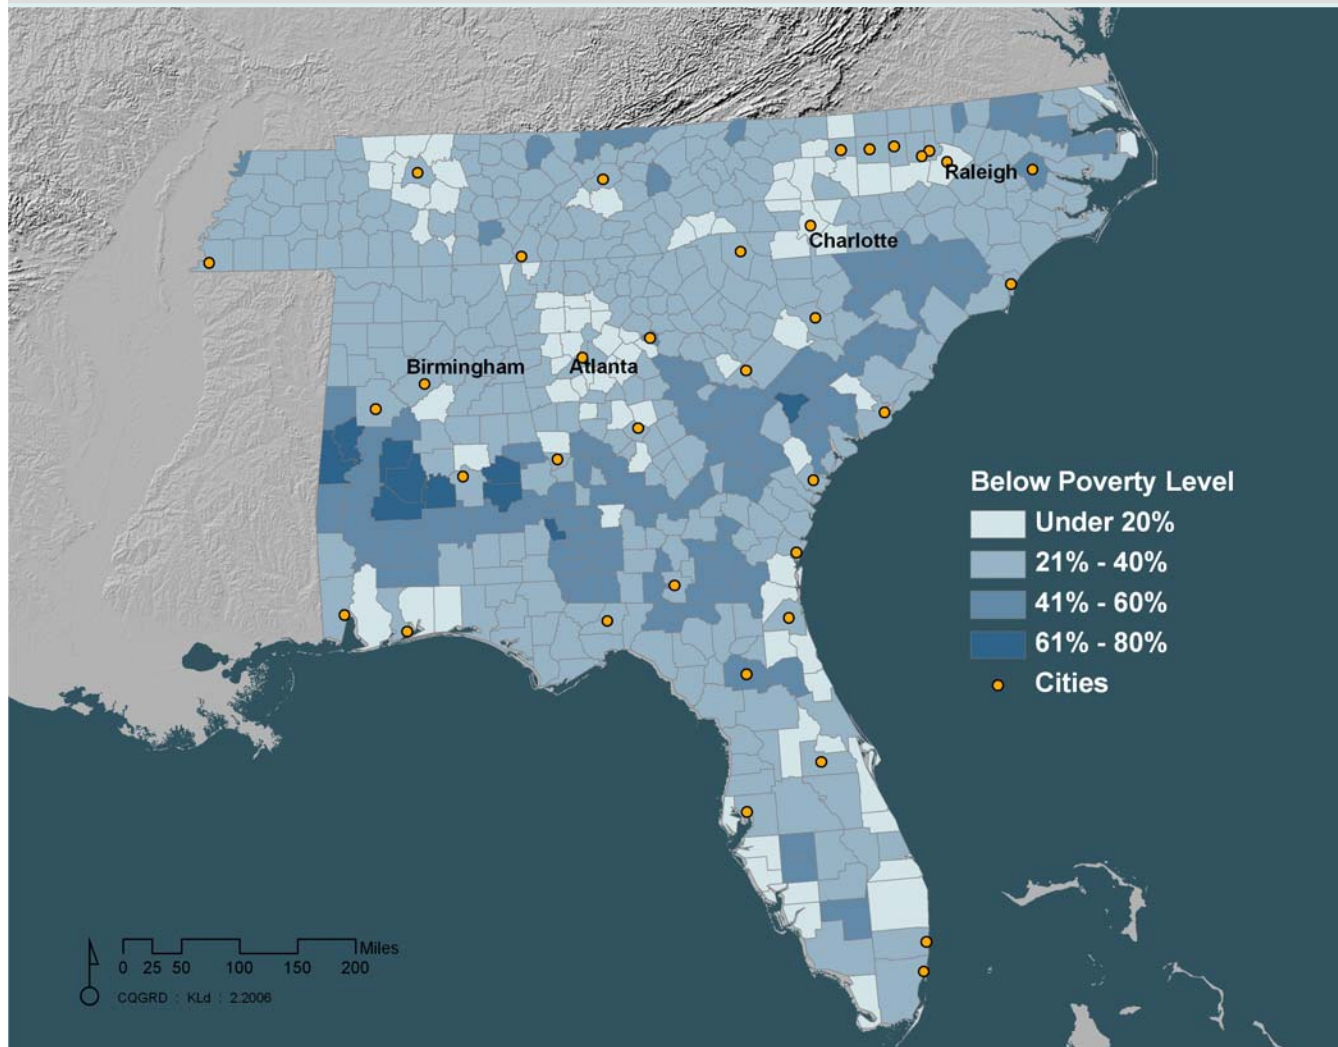 Raleigh
Charlotte
Birmingham
Atlanta
Below Poverty Level
Under 20%
21% - 40%
41% - 60%
61% - 80%
Cities
Miles
0 25 50 100 150 200
CQGRD : KLd : 2.2006